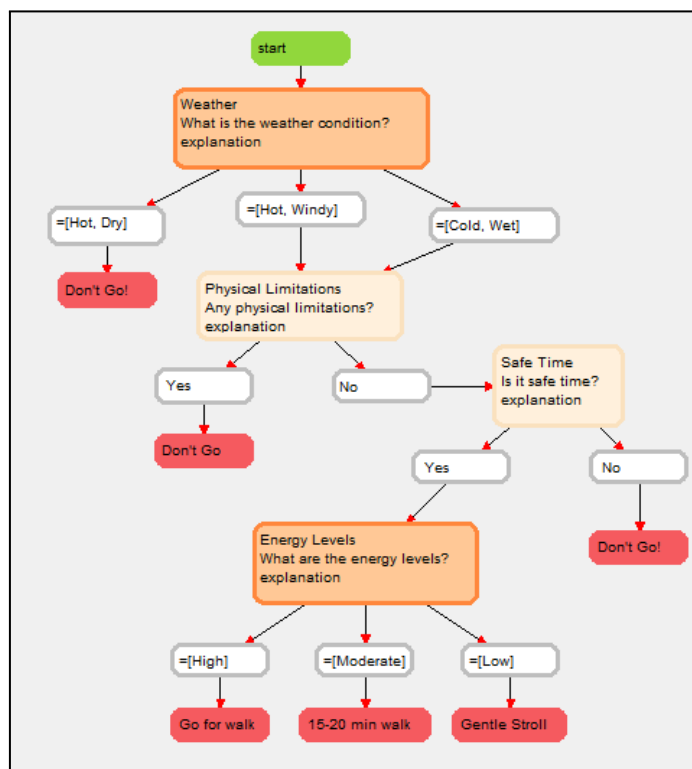 start
Weather
What is the weather condition?
explanation
=[Hot, Dry]
=[Hot, Windy]
=[Cold, Wet]
Don't Go!
Physical Limitations
Any physical limitations?
explanation
Yes
No
Safe Time
Is it safe time?
explanation
Don't Go
Yes
No
Don't Go!
Energy Levels
What are the energy levels?
explanation
=[High]
=[Moderate]
=[Low]
Go for walk
15-20 min walk
Gentle Stroll